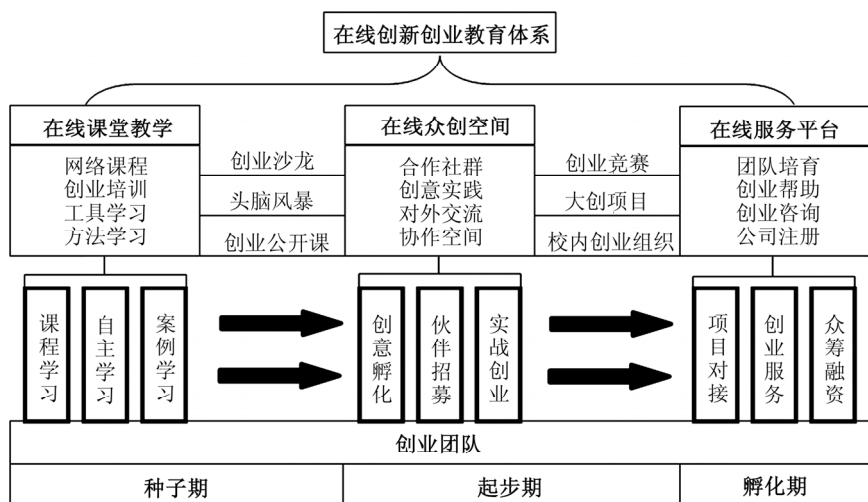 在线创新创业教育体系
在线课堂教学
网络课程
创业培训
工具学习
方法学习
创业沙龙
头脑风暴
创业公开课
在线众创空间
合作社群
创意实践
对外交流
协作空间
创业竞赛
大创项目
校内创业组织
在线服务平台
团队培育
创业帮助
创业咨询
公司注册
课程学习
自主学习
案例学习
创意孵化
伙伴招募
实战创业
项目对接
创业服务
众筹融资
创业团队
种子期
起步期
孵化期